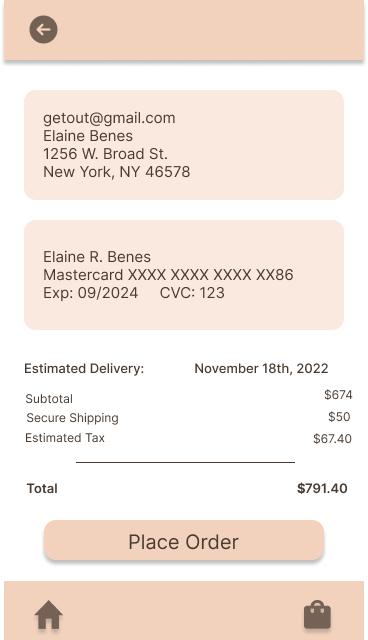 getout@gmail.com
Elaine Benes
1256 W. Broad St.
New York, NY 46578
Elaine R. Benes
Mastercard XXXX XXXX XXXX XX86
Exp: 09/2024 CVC: 123
Estimated Delivery: November 18th, 2022
Subtotal $674
Secure Shipping $50
Estimated Tax $67.40
Total $791.40
Place Order